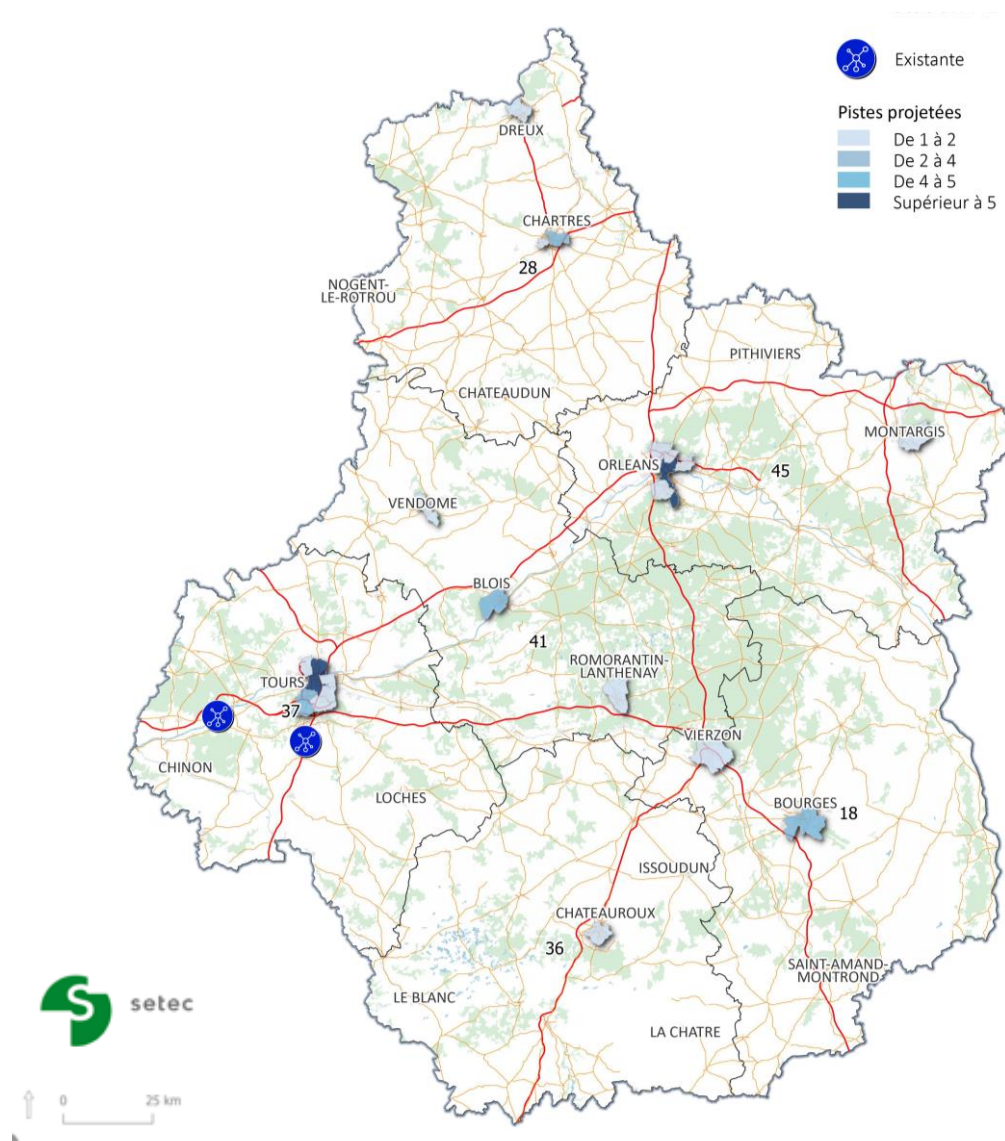 Existante
Pistes projetées
De 1 à 2
De 2 à 4
De 4 à 5
Supérieur à 5
DREUX
CHARTRES
28
NOGENT-
LE-ROTROU
PITHIVIERS
CHATEAUDUN
MONTARGIS
ORLEANS
45
VENDOME
BLOIS
41
ROMORANTIN-
LANTHENAY
TOURS
37
VIERZON
CHINON
LOCHES
BOURGES
18
ISSOUDUN
CHATEAUROUX
36
SAINT-AMAND-
MONTROND
LE BLANC
LA CHATRE
setec
0
25 km